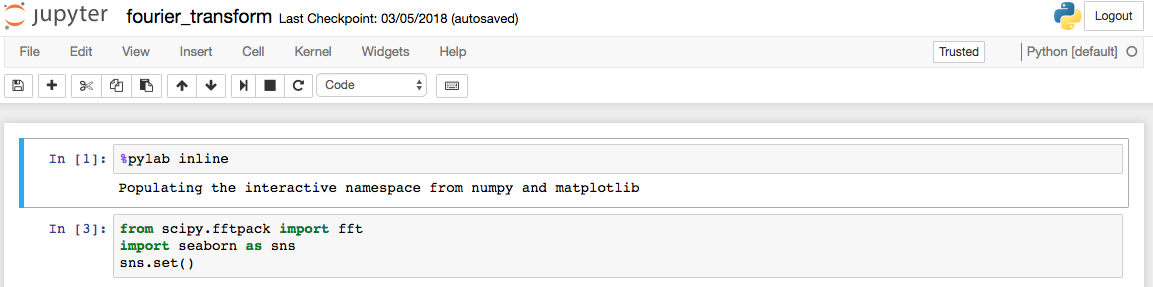 jupyter fourier_transform Last Checkpoint: 03/05/2018 (autosaved) Logout
File Edit View Insert Cell Kernel Widgets Help Trusted Python [default]
Code
In [1]: %pylab inline
Populating the interactive namespace from numpy and matplotlib
In [3]: from scipy.fftpack import fft
import seaborn as sns
sns.set()